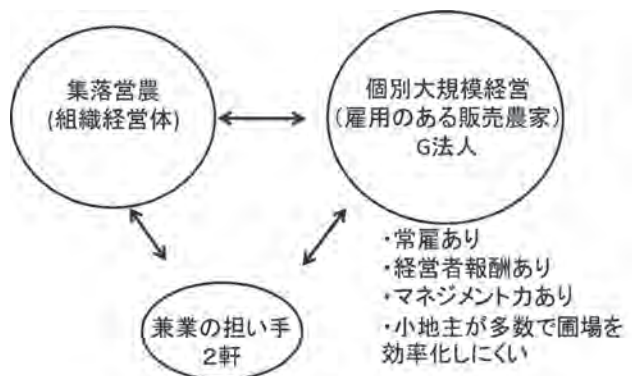 集落営農
(組織経営体)
個別大規模経営
(雇用のある販売農家)
G法人
・常雇あり
・経営者報酬あり
・マネジメント力あり
・小地主が多数で圃場を
効率化しにくい
兼業の担い手
2軒